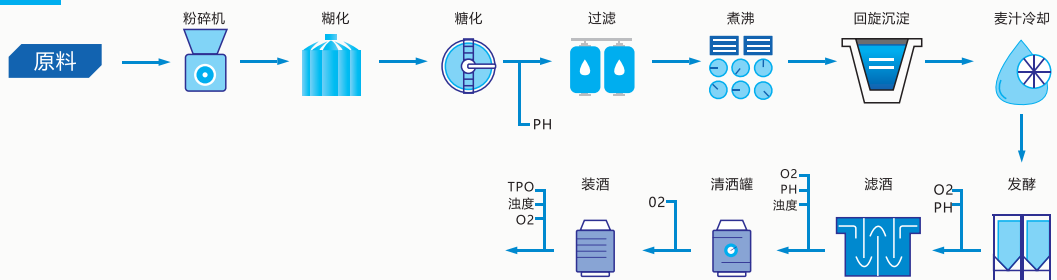 原料
粉碎机
糊化
糖化
PH
过滤
煮沸
回旋沉淀
麦汁冷却
发酵
O2
PH
滤酒
O2
PH
浊度
清洒罐
02
装酒
TPO
浊度
O2